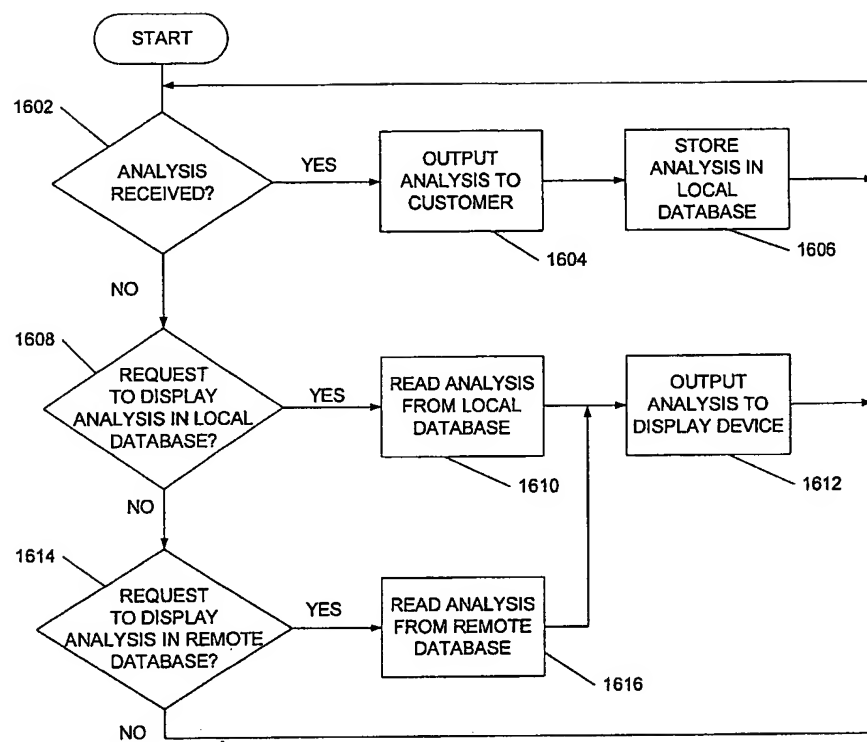 START
1602
ANALYSIS
RECEIVED?
YES
OUTPUT
ANALYSIS TO
CUSTOMER
1604
STORE
ANALYSIS IN
LOCAL
DATABASE
1606
NO
1608
REQUEST
TO DISPLAY
ANALYSIS IN LOCAL
DATABASE?
YES
READ ANALYSIS
FROM LOCAL
DATABASE
1610
OUTPUT
ANALYSIS TO
DISPLAY DEVICE
1612
NO
1614
REQUEST
TO DISPLAY
ANALYSIS IN REMOTE
DATABASE?
YES
READ ANALYSIS
FROM REMOTE
DATABASE
1616
NO